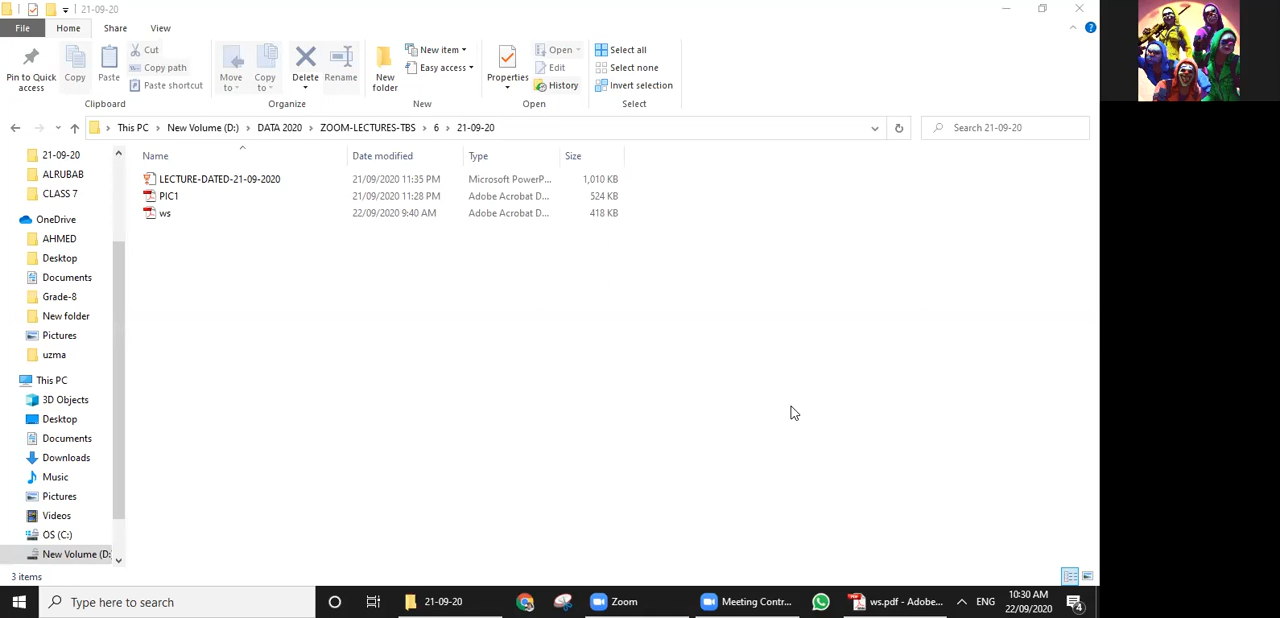 21-09-20
File Home Share View
Pin to Quick access
Copy
Paste
Cut
Copy path
Paste shortcut
Clipboard
Move to
Copy to
Delete
Rename
Organize
New folder
New item
Easy access
New
Properties
Open
Edit
History
Open
Select all
Select none
Invert selection
Select
This PC › New Volume (D:) › DATA 2020 › ZOOM-LECTURES-TBS › 6 › 21-09-20
Search 21-09-20
Name Date modified Type Size
LECTURE-DATED-21-09-2020 21/09/2020 11:35 PM Microsoft PowerP... 1,010 KB
PIC1 21/09/2020 11:28 PM Adobe Acrobat D... 524 KB
ws 22/09/2020 9:40 AM Adobe Acrobat D... 418 KB
21-09-20
ALRUBAB
CLASS 7
OneDrive
AHMED
Desktop
Documents
Grade-8
New folder
Pictures
uzma
This PC
3D Objects
Desktop
Documents
Downloads
Music
Pictures
Videos
OS (C:)
New Volume (D:
3 items
Type here to search
21-09-20
Zoom
Meeting Contr...
ws.pdf - Adobe...
ENG
10:30 AM
22/09/2020
4